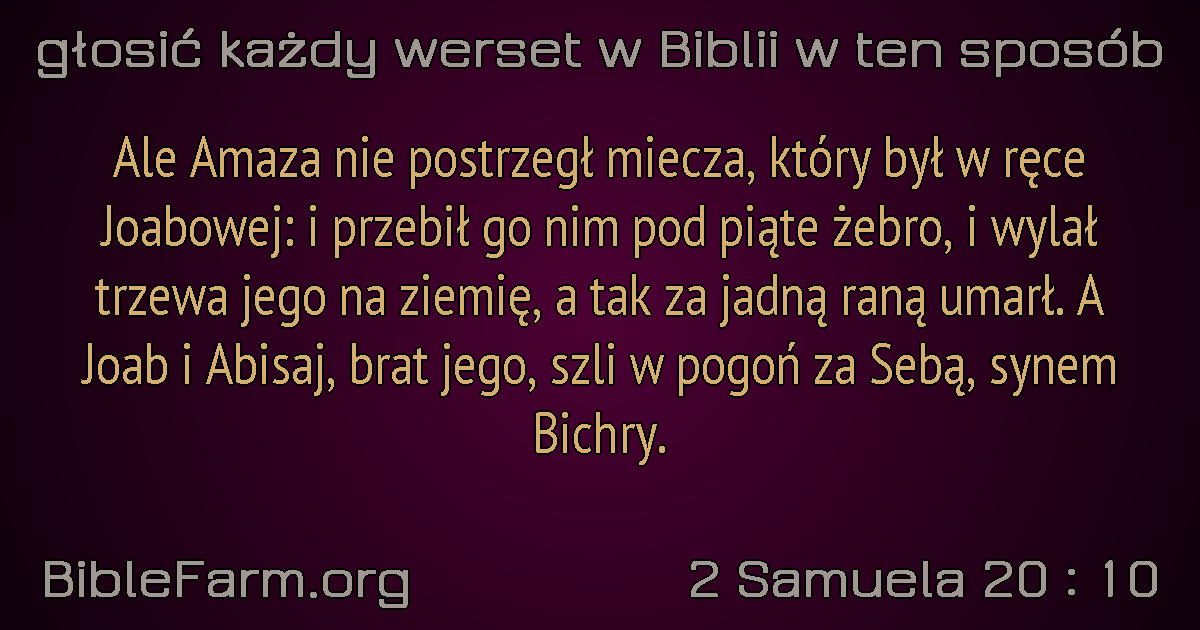 głosić każdy werset w Biblii w ten sposób
Ale Amaza nie postrzegł miecza, który był w ręce
Joabowej: i przebił go nim pod piąte żebro, i wylał
trzewa jego na ziemię, a tak za jadną raną umarł. A
Joab i Abisaj, brat jego, szli w pogoń za Sebą, synem
Bichry.
BibleFarm.org
2 Samuela 20 : 10